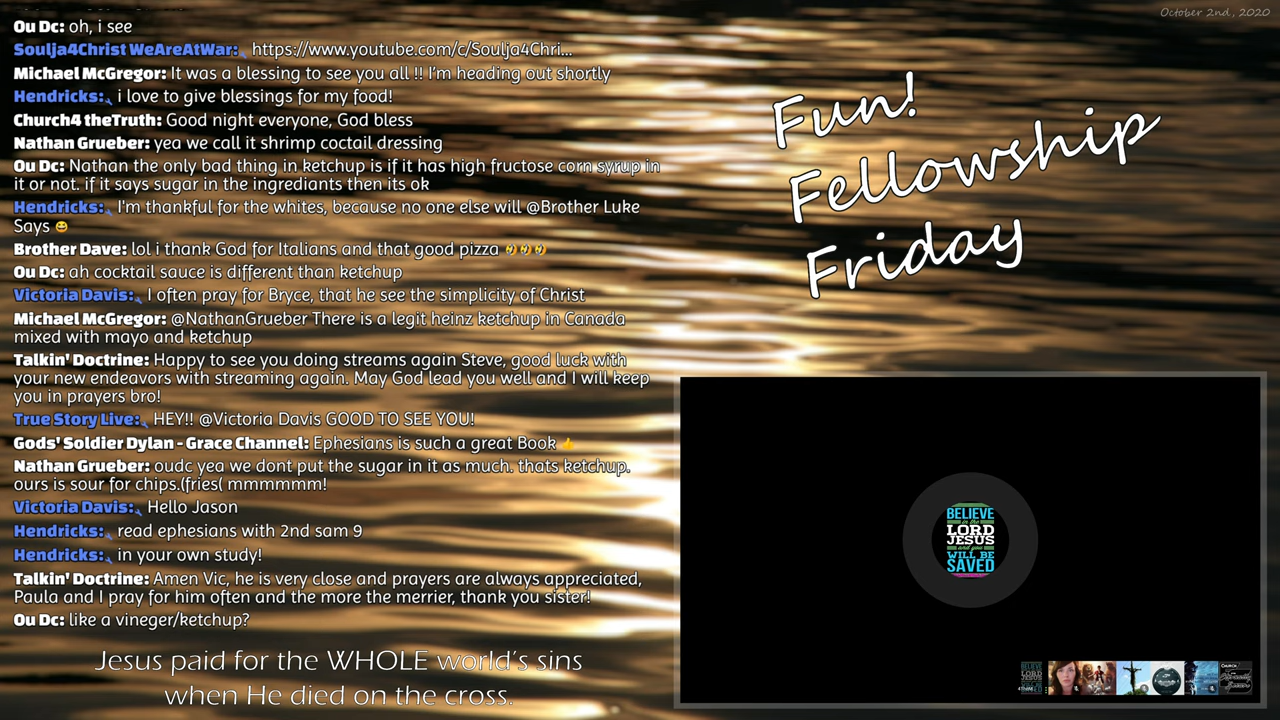 October 2nd, 2020
Ou Dc: oh, i see
Soulja4Christ WeAreAtWar: https://www.youtube.com/c/Soulja4Chri...
Michael McGregor: It was a blessing to see you all !! I'm heading out shortly
Hendricks: i love to give blessings for my food!
Church4 theTruth: Good night everyone, God bless
Nathan Grueber: yea we call it shrimp coctail dressing
Ou Dc: Nathan the only bad thing in ketchup is if it has high fructose corn syrup in
it or not. if it says sugar in the ingrediants then its ok
Hendricks: I'm thankful for the whites, because no one else will @Brother Luke
Says 😄
Brother Dave: lol i thank God for Italians and that good pizza 🤣🤣🤣
Ou Dc: ah cocktail sauce is different than ketchup
Victoria Davis: I often pray for Bryce, that he see the simplicity of Christ
Michael McGregor: @NathanGrueber There is a legit heinz ketchup in Canada
mixed with mayo and ketchup
Talkin' Doctrine: Happy to see you doing streams again Steve, good luck with
your new endeavors with streaming again. May God lead you well and I will keep
you in prayers bro!
True Story Live: HEY!! @Victoria Davis GOOD TO SEE YOU!
Gods' Soldier Dylan - Grace Channel: Ephesians is such a great Book 👍
Nathan Grueber: oudc yea we dont put the sugar in it as much. thats ketchup.
ours is sour for chips.(fries( mmmmmm!
Victoria Davis: Hello Jason
Hendricks: read ephesians with 2nd sam 9
Hendricks: in your own study!
Talkin' Doctrine: Amen Vic, he is very close and prayers are always appreciated,
Paula and I pray for him often and the more the merrier, thank you sister!
Ou Dc: like a vineger/ketchup?
Jesus paid for the WHOLE world's sins
when He died on the cross.
Fun!
Fellowship
Friday
BELIEVE
in the
LORD
JESUS
and you
WILL BE
SAVED